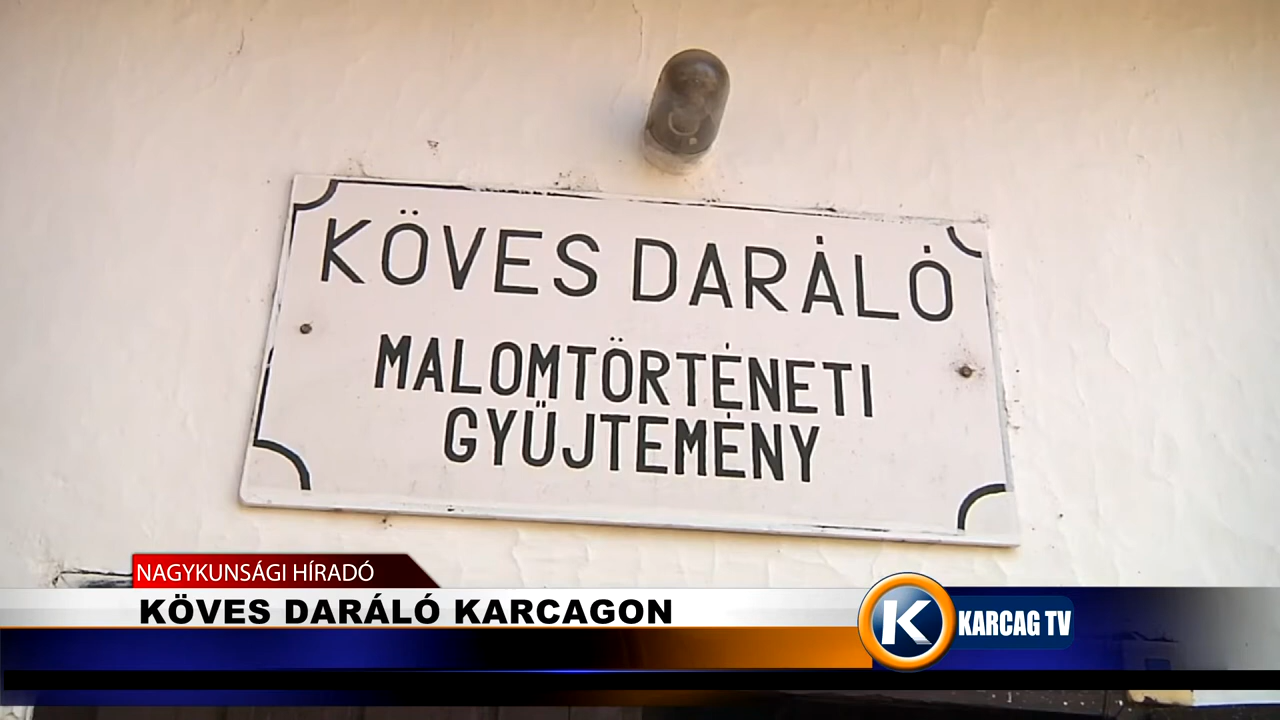 KÖVES DARÁLÓ
MALOMTÖRTÉNETI
GYŰJTEMÉNY
NAGYKUNSÁGI HÍRADÓ
KÖVES DARÁLÓ KARCAGON
K KARCAG TV